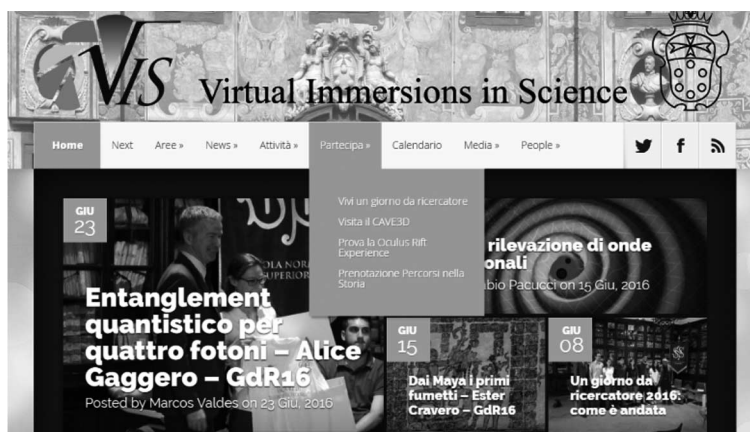 VIS Virtual Immersions in Science
Home Next Aree » News » Attività » Partecipa » Calendario Media » People »
Vivi un giorno da ricercatore
Visita il CAVE3D
Prova la Oculus Rift
Experience
Prenotazione Percorsi nella
Storia
GIU
23
OLA NOR
SUPERIOR
Entanglement
quantistico per
quattro fotoni – Alice
Gaggero – GdR16
Posted by Marcos Valdes on 23 Giu, 2016
rilevazione di onde
onali
abio Pacucci on 15 Giu, 2016
GIU
15
Dai Maya i primi
fumetti – Ester
Cravero – GdR16
GIU
08
Un giorno da
ricercatore 2016:
come è andata